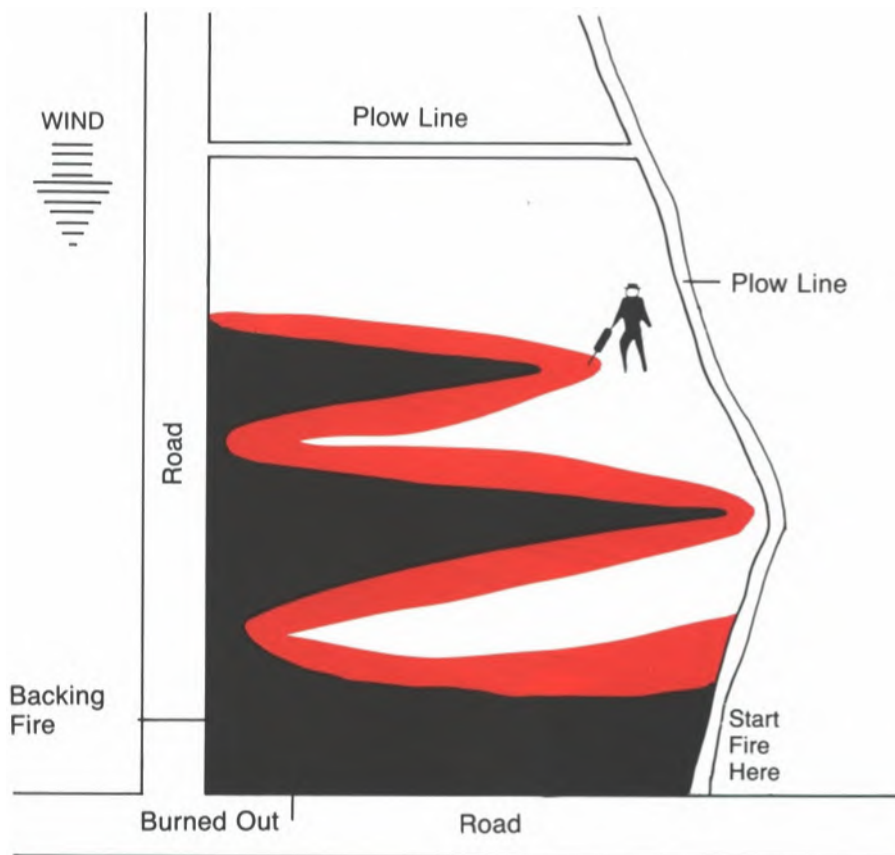 Plow Line
WIND
Plow Line
Road
Backing
Fire
Start
Fire
Here
Burned Out
Road